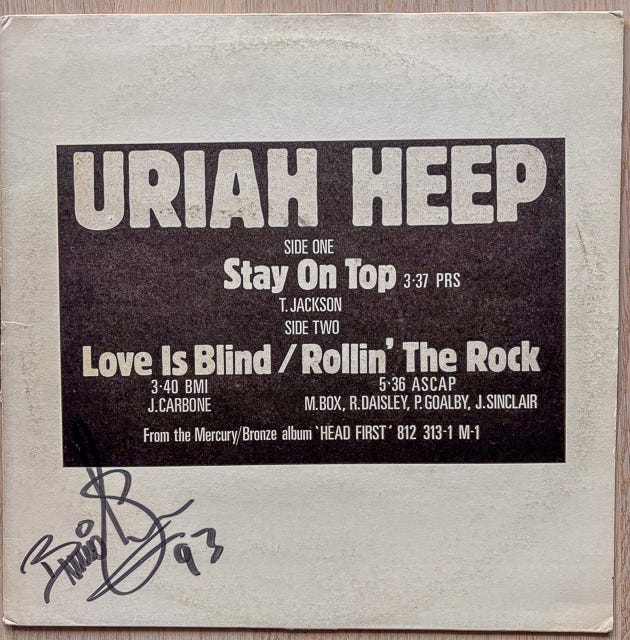 URIAH HEEP
SIDE ONE
Stay On Top 3·37 PRS
T. JACKSON
SIDE TWO
Love Is Blind / Rollin' The Rock
3·40 BMI 5·36 ASCAP
J. CARBONE M. BOX, R. DAISLEY, P. GOALBY, J. SINCLAIR
From the Mercury/Bronze album 'HEAD FIRST' 812 313-1 M-1
93